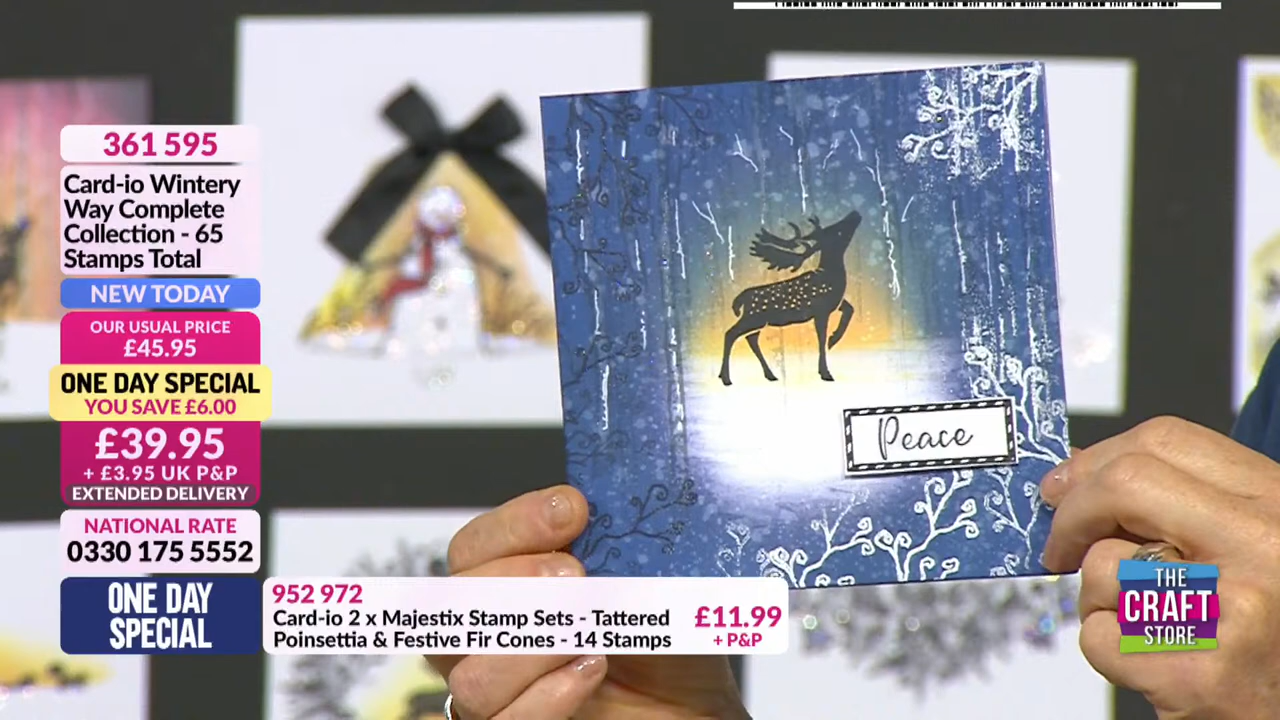 361 595
Card-io Wintery
Way Complete
Collection - 65
Stamps Total
NEW TODAY
OUR USUAL PRICE
£45.95
ONE DAY SPECIAL
YOU SAVE £6.00
£39.95
+ £3.95 UK P&P
EXTENDED DELIVERY
NATIONAL RATE
0330 175 5552
ONE DAY
SPECIAL
952 972
Card-io 2 x Majestix Stamp Sets - Tattered
Poinsettia & Festive Fir Cones - 14 Stamps
£11.99
+ P&P
Peace
THE
CRAFT
STORE